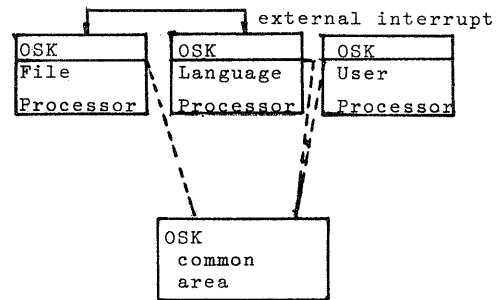 external interrupt
OSK
File
Processor
OSK
Language
Processor
OSK
User
Processor
OSK
common
area